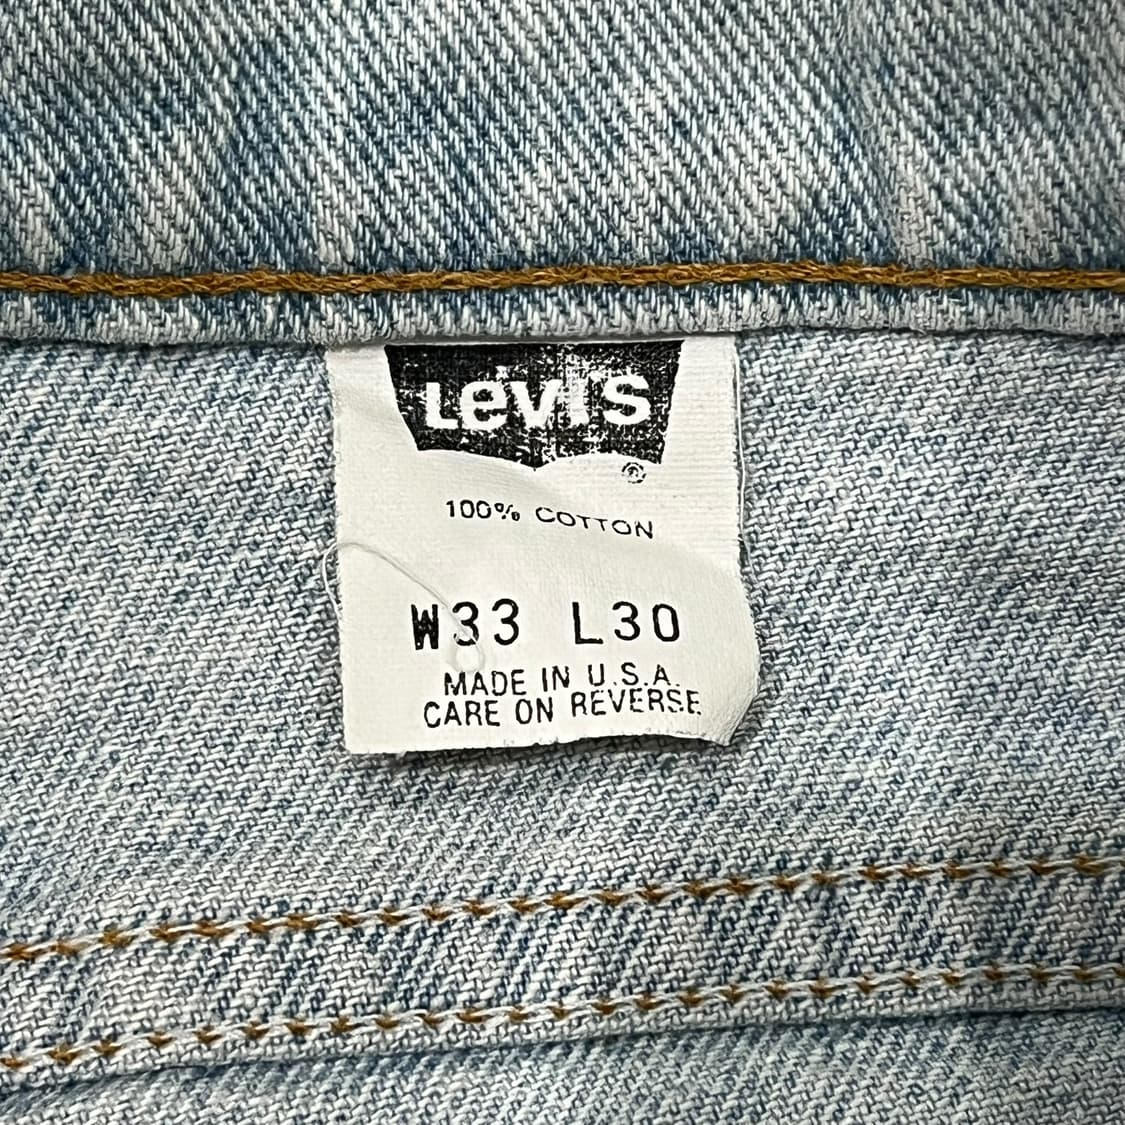 Levi's
®
100% COTTON
W33 L30
MADE IN U.S.A.
CARE ON REVERSE